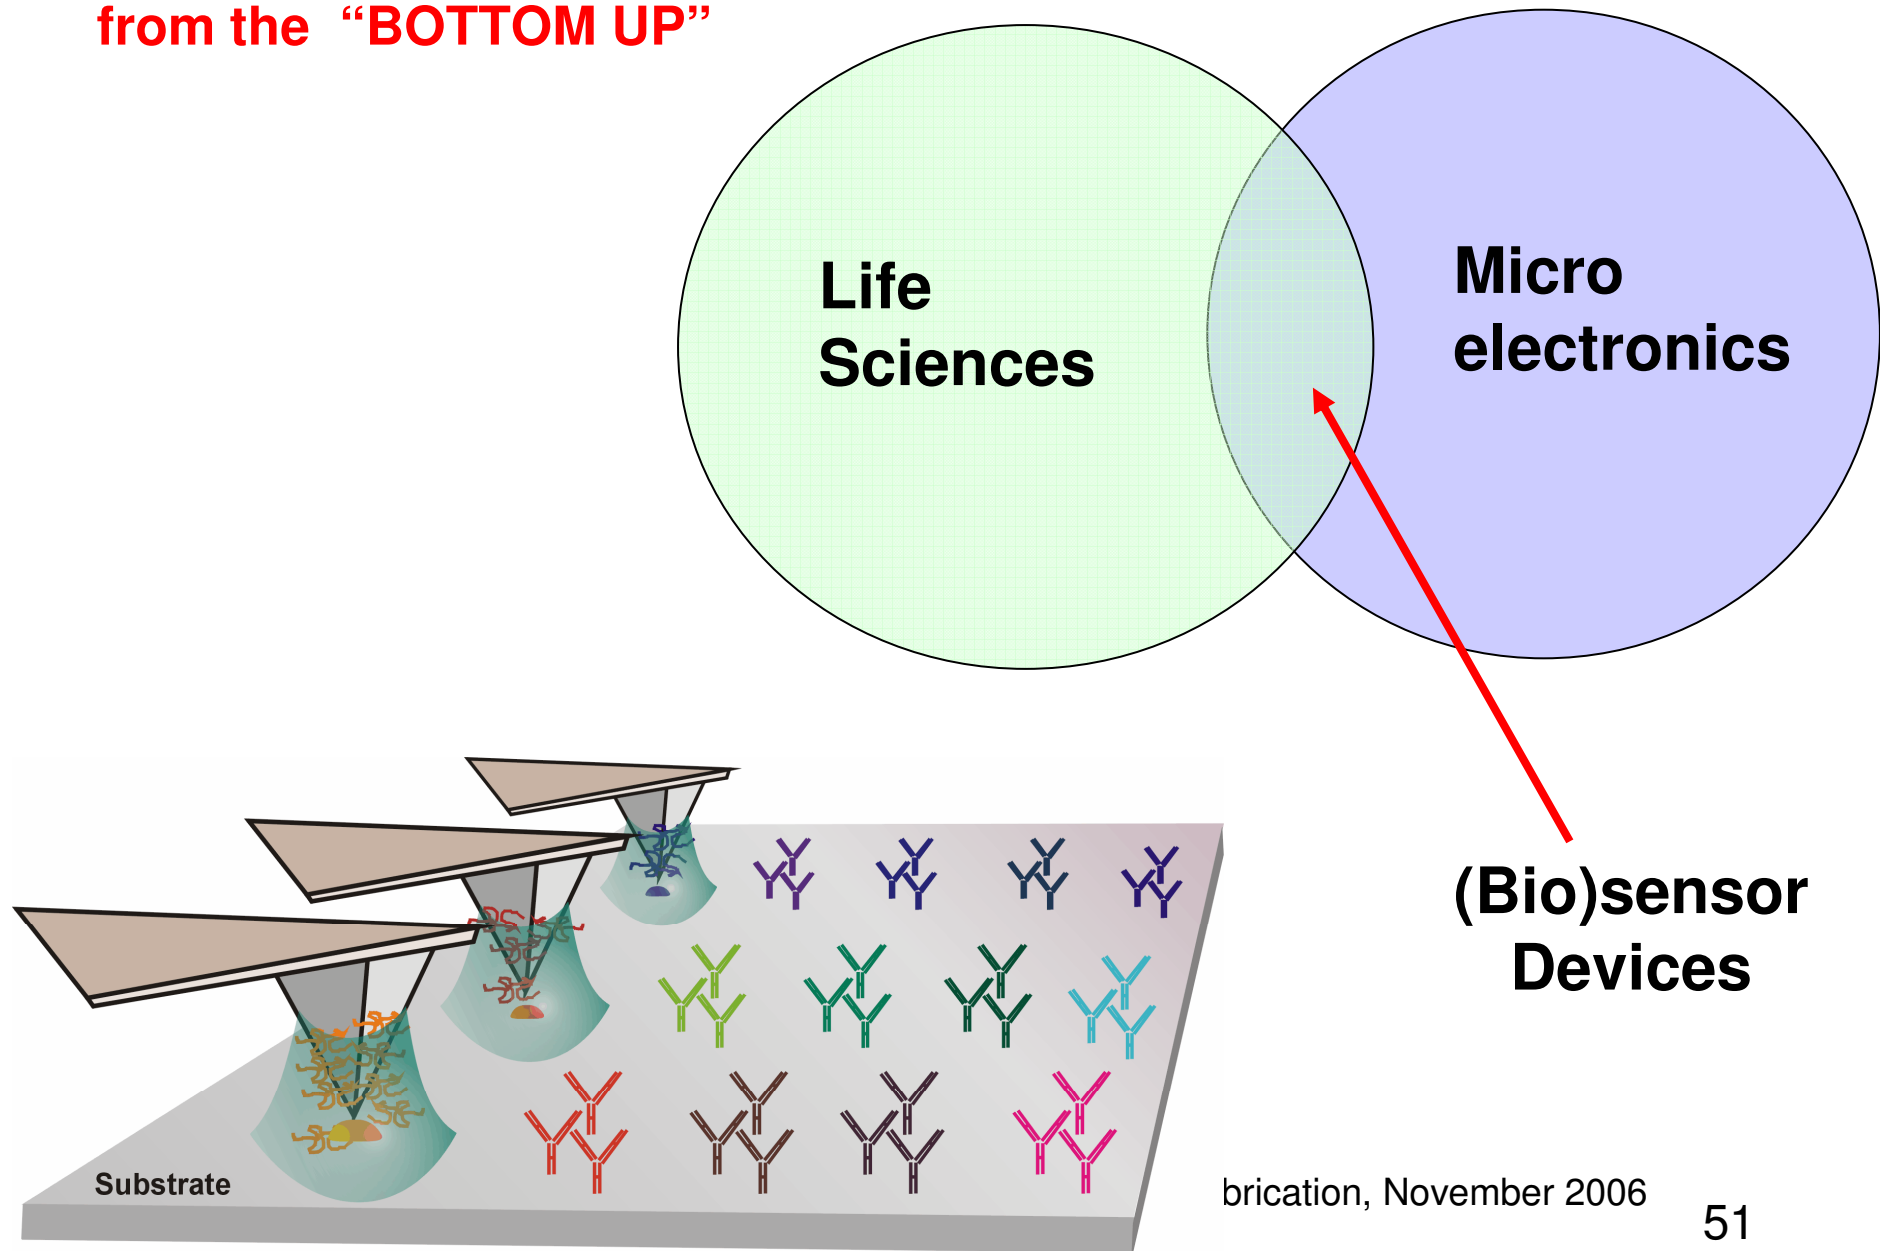 from the “BOTTOM UP”
Life
Sciences
Micro
electronics
(Bio)sensor
Devices
Substrate
brication, November 2006
51